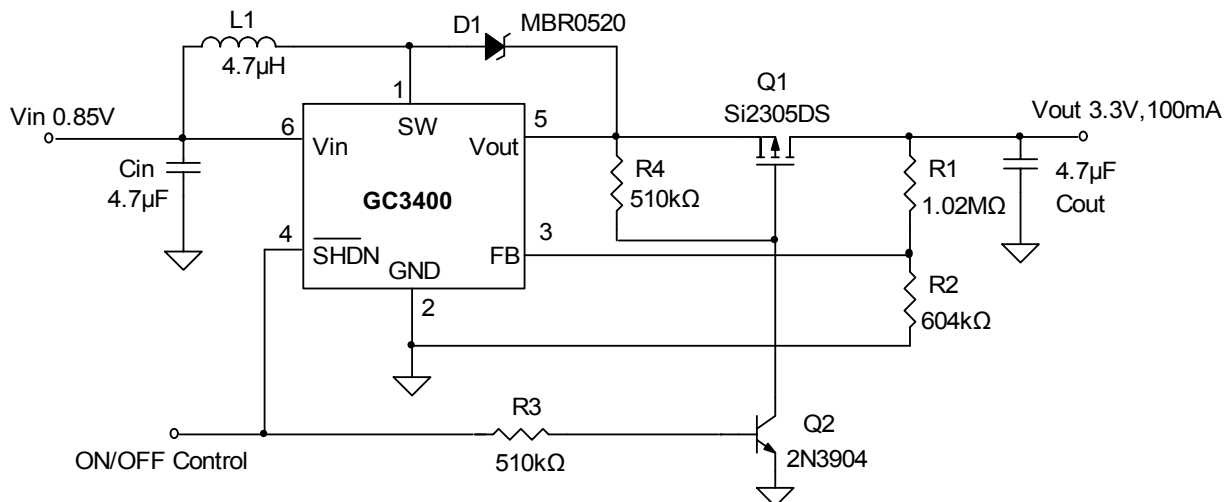 L1
4.7µH
D1
MBR0520
Q1
Si2305DS
Vin 0.85V
Vout 3.3V,100mA
1
SW
6
Vin
5
Vout
Cin
4.7µF
R4
510kΩ
R1
1.02MΩ
4.7µF
Cout
GC3400
4
SHDN
3
FB
GND
2
R2
604kΩ
ON/OFF Control
R3
510kΩ
Q2
2N3904